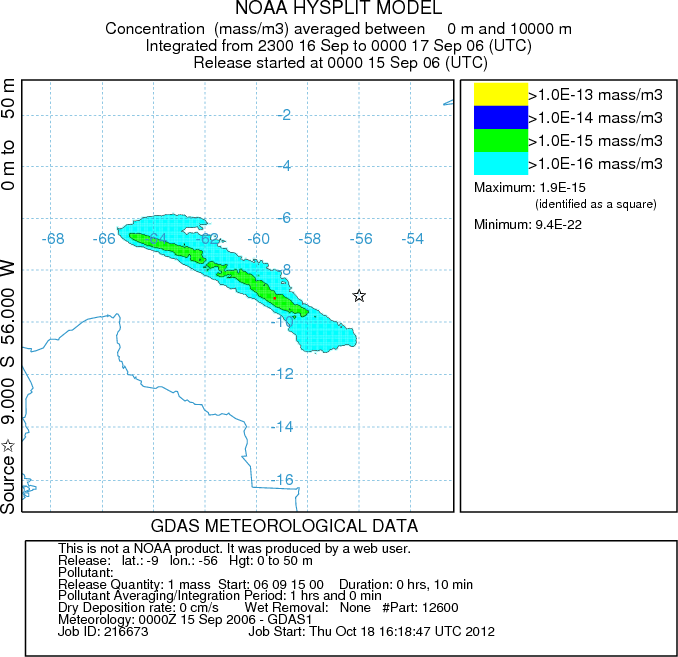 NOAA HYSPLIT MODEL
Concentration (mass/m3) averaged between 0 m and 10000 m
Integrated from 2300 16 Sep to 0000 17 Sep 06 (UTC)
Release started at 0000 15 Sep 06 (UTC)
Source ☆ 9.000 S 56.000 W 0 m to 50 m
-2
-4
-6
-68 -66 -64 -62 -60 -58 -56 -54
-8
-10
-12
-14
-16
>1.0E-13 mass/m3
>1.0E-14 mass/m3
>1.0E-15 mass/m3
>1.0E-16 mass/m3
Maximum: 1.9E-15
(identified as a square)
Minimum: 9.4E-22
GDAS METEOROLOGICAL DATA
This is not a NOAA product. It was produced by a web user.
Release: lat.: -9 lon.: -56 Hgt: 0 to 50 m
Pollutant:
Release Quantity: 1 mass Start: 06 09 15 00 Duration: 0 hrs, 10 min
Pollutant Averaging/Integration Period: 1 hrs and 0 min
Dry Deposition rate: 0 cm/s Wet Removal: None #Part: 12600
Meteorology: 0000Z 15 Sep 2006 - GDAS1
Job ID: 216673 Job Start: Thu Oct 18 16:18:47 UTC 2012